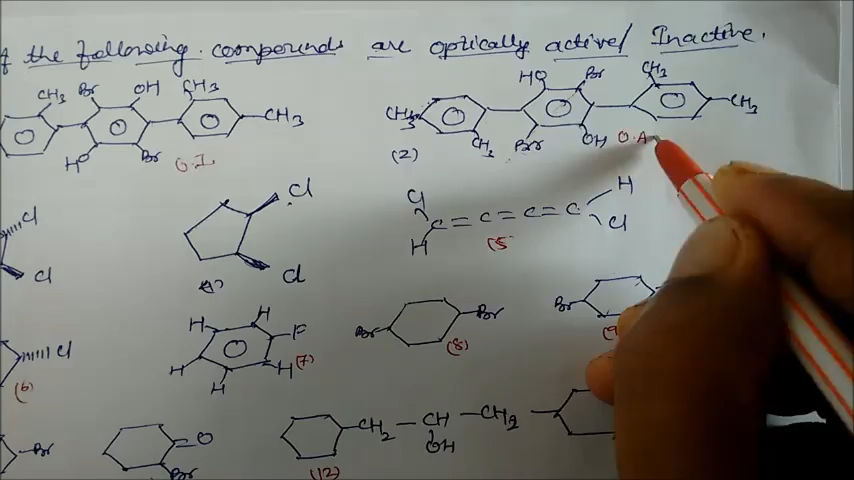 f the following compounds are optically active/ Inactive.
CH3 Br OH CH3 CH3
HO Br O.I
HO Br CH3
CH3 CH3
CH3 Br OH O.A
(2)
Cl Cl H
C = C = C = C
H Cl
(5
Cl
Cl
Cl
H H F
H H
H
(7)
Cl
(6)
Br Br
(8)
Br
(9
Br
O
Br
CH2 — CH — CH2
OH
(12)